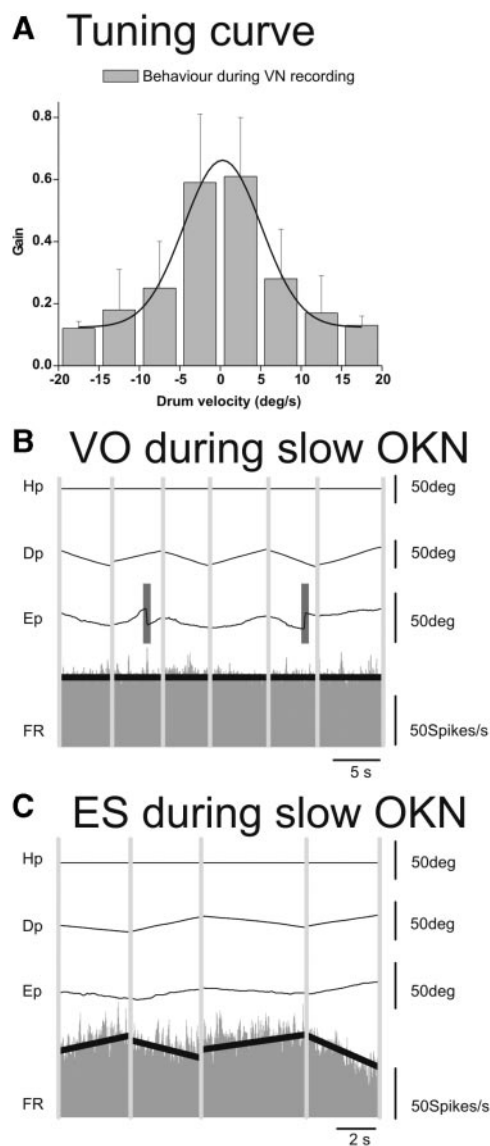 A Tuning curve
Behaviour during VN recording
0.8
0.6
0.4
0.2
0.0
Gain
-20 -15 -10 -5 0 5 10 15 20
Drum velocity (deg/s)
B VO during slow OKN
Hp 50deg
Dp 50deg
Ep 50deg
FR 50Spikes/s
5 s
C ES during slow OKN
Hp 50deg
Dp 50deg
Ep 50deg
FR 50Spikes/s
2 s